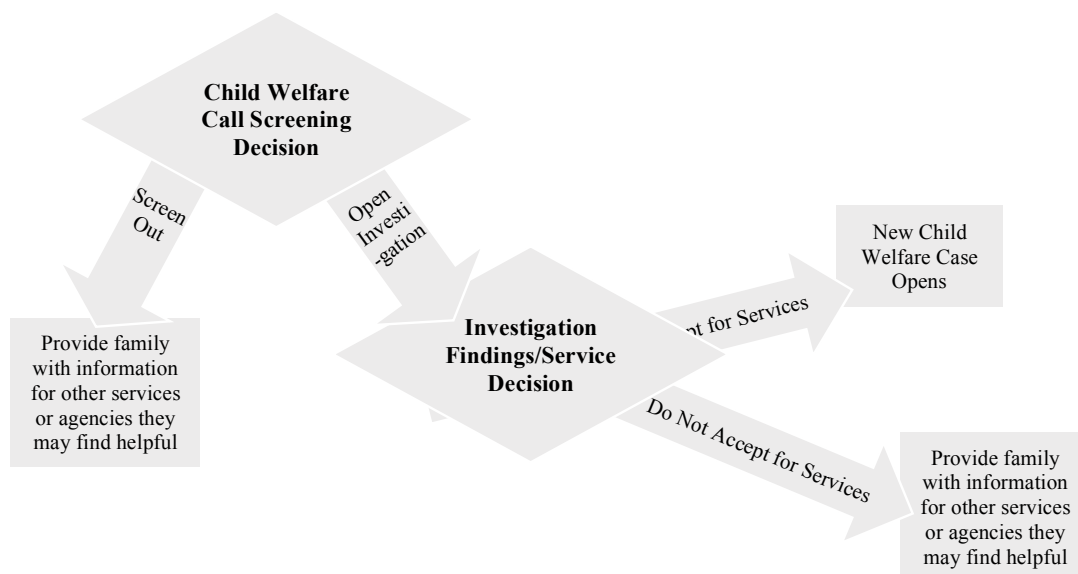 Child Welfare
Call Screening
Decision
Screen
Out
Open
Investi
-gation
Provide family
with information
for other services
or agencies they
may find helpful
Investigation
Findings/Service
Decision
for Services
New Child
Welfare Case
Opens
Do Not Accept for Services
Provide family
with information
for other services
or agencies they
may find helpful